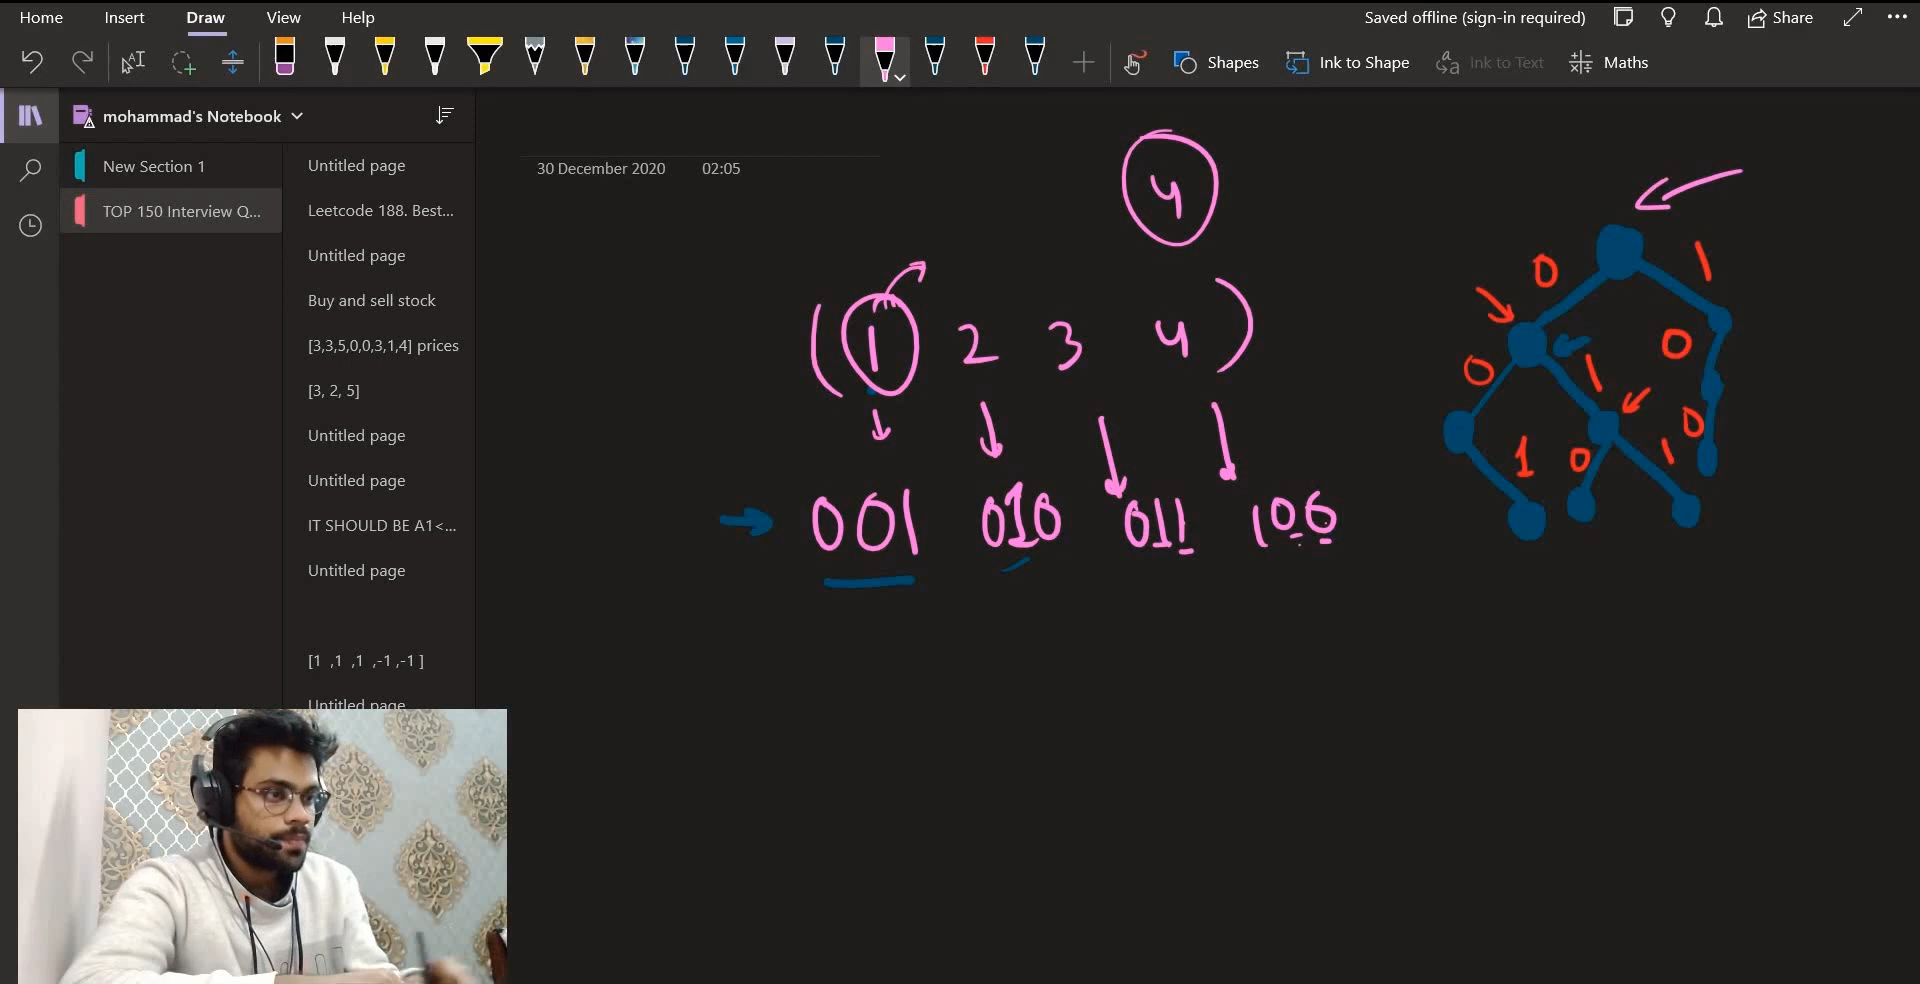 Home Insert Draw View Help Saved offline (sign-in required) Share
Shapes Ink to Shape Ink to Text Maths
mohammad's Notebook
New Section 1
TOP 150 Interview Q...
Untitled page
Leetcode 188. Best...
Untitled page
Buy and sell stock
[3,3,5,0,0,3,1,4] prices
[3, 2, 5]
Untitled page
Untitled page
IT SHOULD BE A1<...
Untitled page
[1 ,1 ,1 ,-1 ,-1 ]
Untitled page
30 December 2020 02:05
4
( 1 2 3 4 )
001 010 011 100
0 1
0 1 0
1 0 1 0